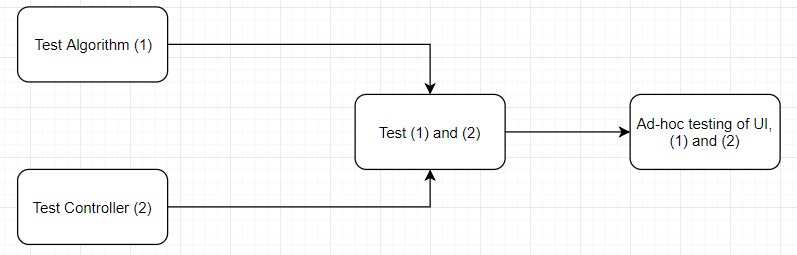 Test Algorithm (1)
Test (1) and (2)
Ad-hoc testing of UI,
(1) and (2)
Test Controller (2)